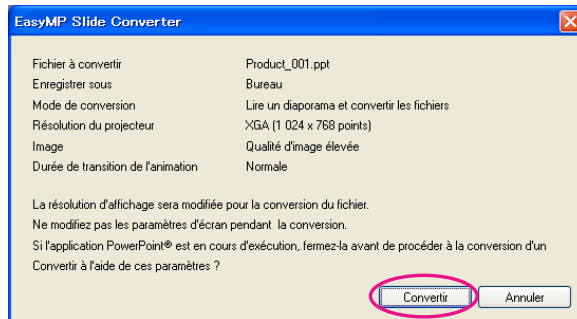 EasyMP Slide Converter
Fichier à convertir Product_001.ppt
Enregistrer sous Bureau
Mode de conversion Lire un diaporama et convertir les fichiers
Résolution du projecteur XGA (1 024 x 768 points)
Image Qualité d'image élevée
Durée de transition de l'animation Normale
La résolution d'affichage sera modifiée pour la conversion du fichier.
Ne modifiez pas les paramètres d'écran pendant la conversion.
Si l'application PowerPoint® est en cours d'exécution, fermez-la avant de procéder à la conversion d'un
Convertir à l'aide de ces paramètres ?
Convertir Annuler